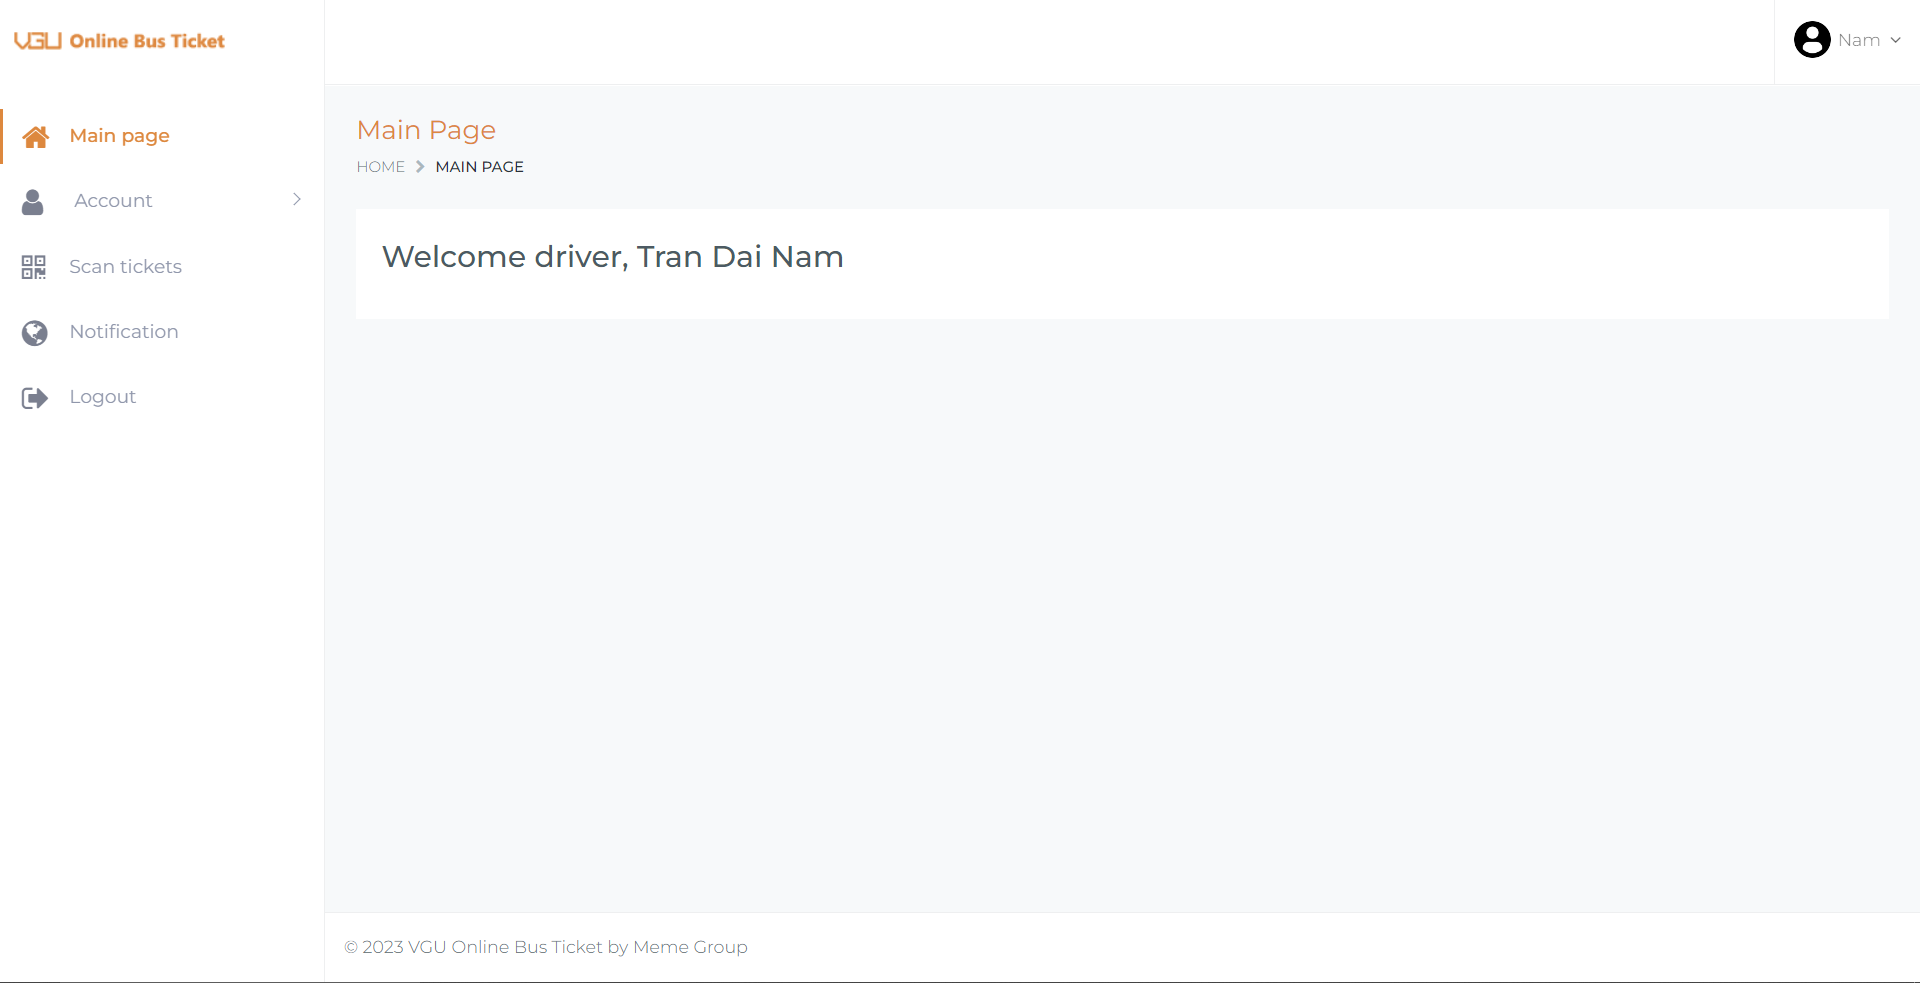 VGU Online Bus Ticket
Nam
Main page
Account
Scan tickets
Notification
Logout
Main Page
HOME
MAIN PAGE
Welcome driver, Tran Dai Nam
© 2023 VGU Online Bus Ticket by Meme Group